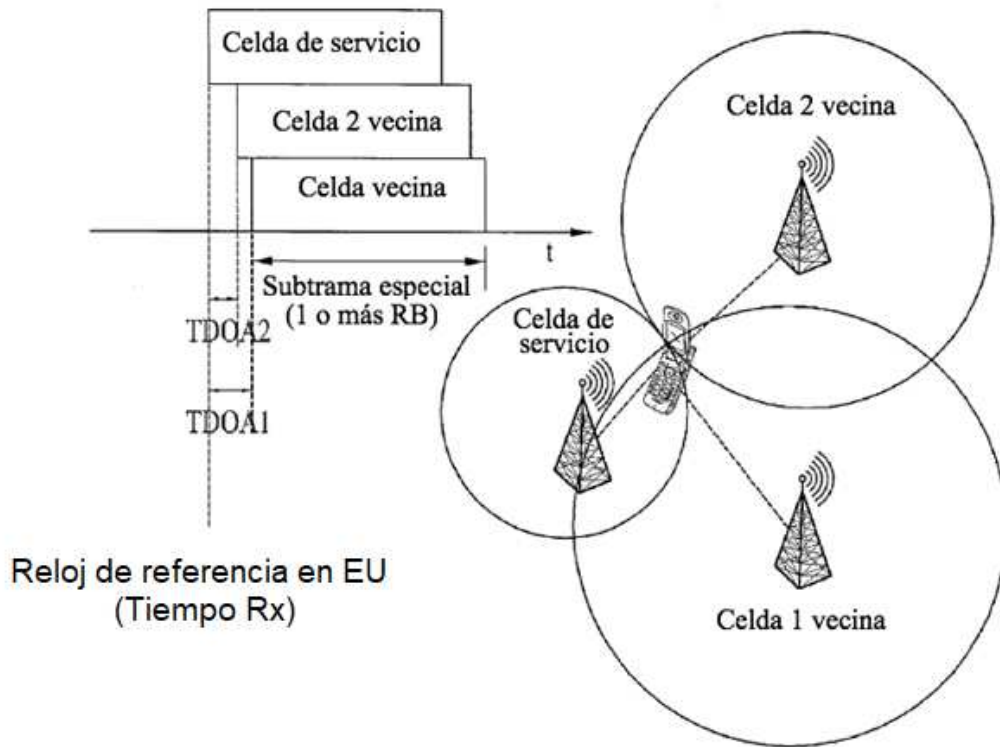 Celda de servicio
Celda 2 vecina
Celda vecina
t
Subtrama especial
(1 o más RB)
TDOA2
TDOA1
Reloj de referencia en EU
(Tiempo Rx)
Celda 2 vecina
Celda de
servicio
Celda 1 vecina